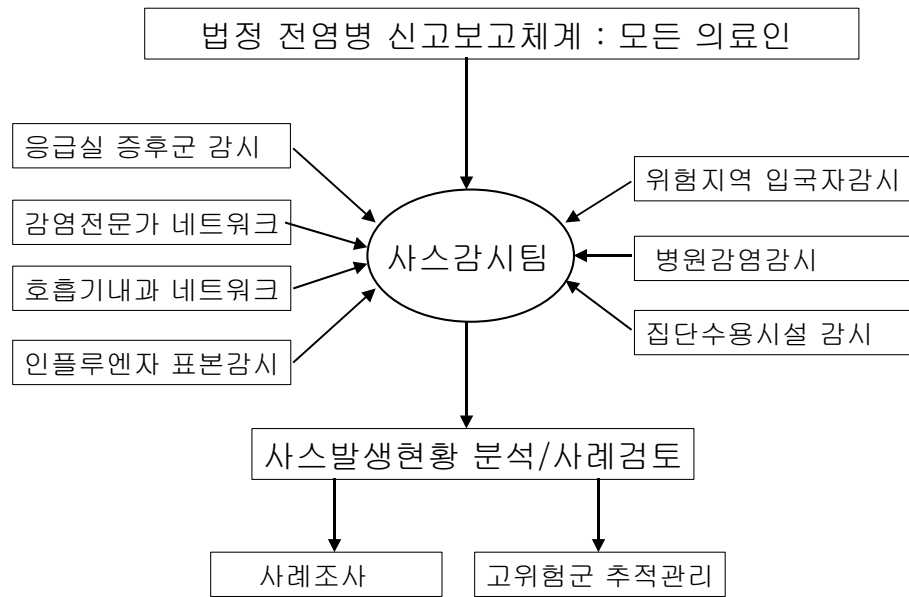 법정 전염병 신고보고체계 : 모든 의료인
응급실 증후군 감시
감염전문가 네트워크
호흡기내과 네트워크
인플루엔자 표본감시
사스감시팀
위험지역 입국자감시
병원감염감시
집단수용시설 감시
사스발생현황 분석/사례검토
사례조사
고위험군 추적관리